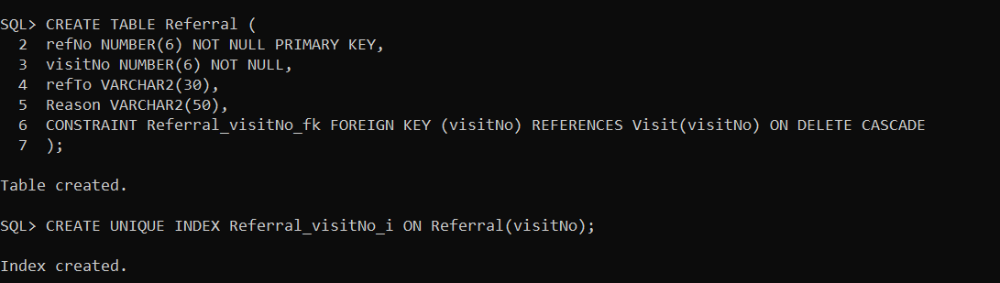 SQL> CREATE TABLE Referral (
2 refNo NUMBER(6) NOT NULL PRIMARY KEY,
3 visitNo NUMBER(6) NOT NULL,
4 refTo VARCHAR2(30),
5 Reason VARCHAR2(50),
6 CONSTRAINT Referral_visitNo_fk FOREIGN KEY (visitNo) REFERENCES Visit(visitNo) ON DELETE CASCADE
7 );
Table created.
SQL> CREATE UNIQUE INDEX Referral_visitNo_i ON Referral(visitNo);
Index created.